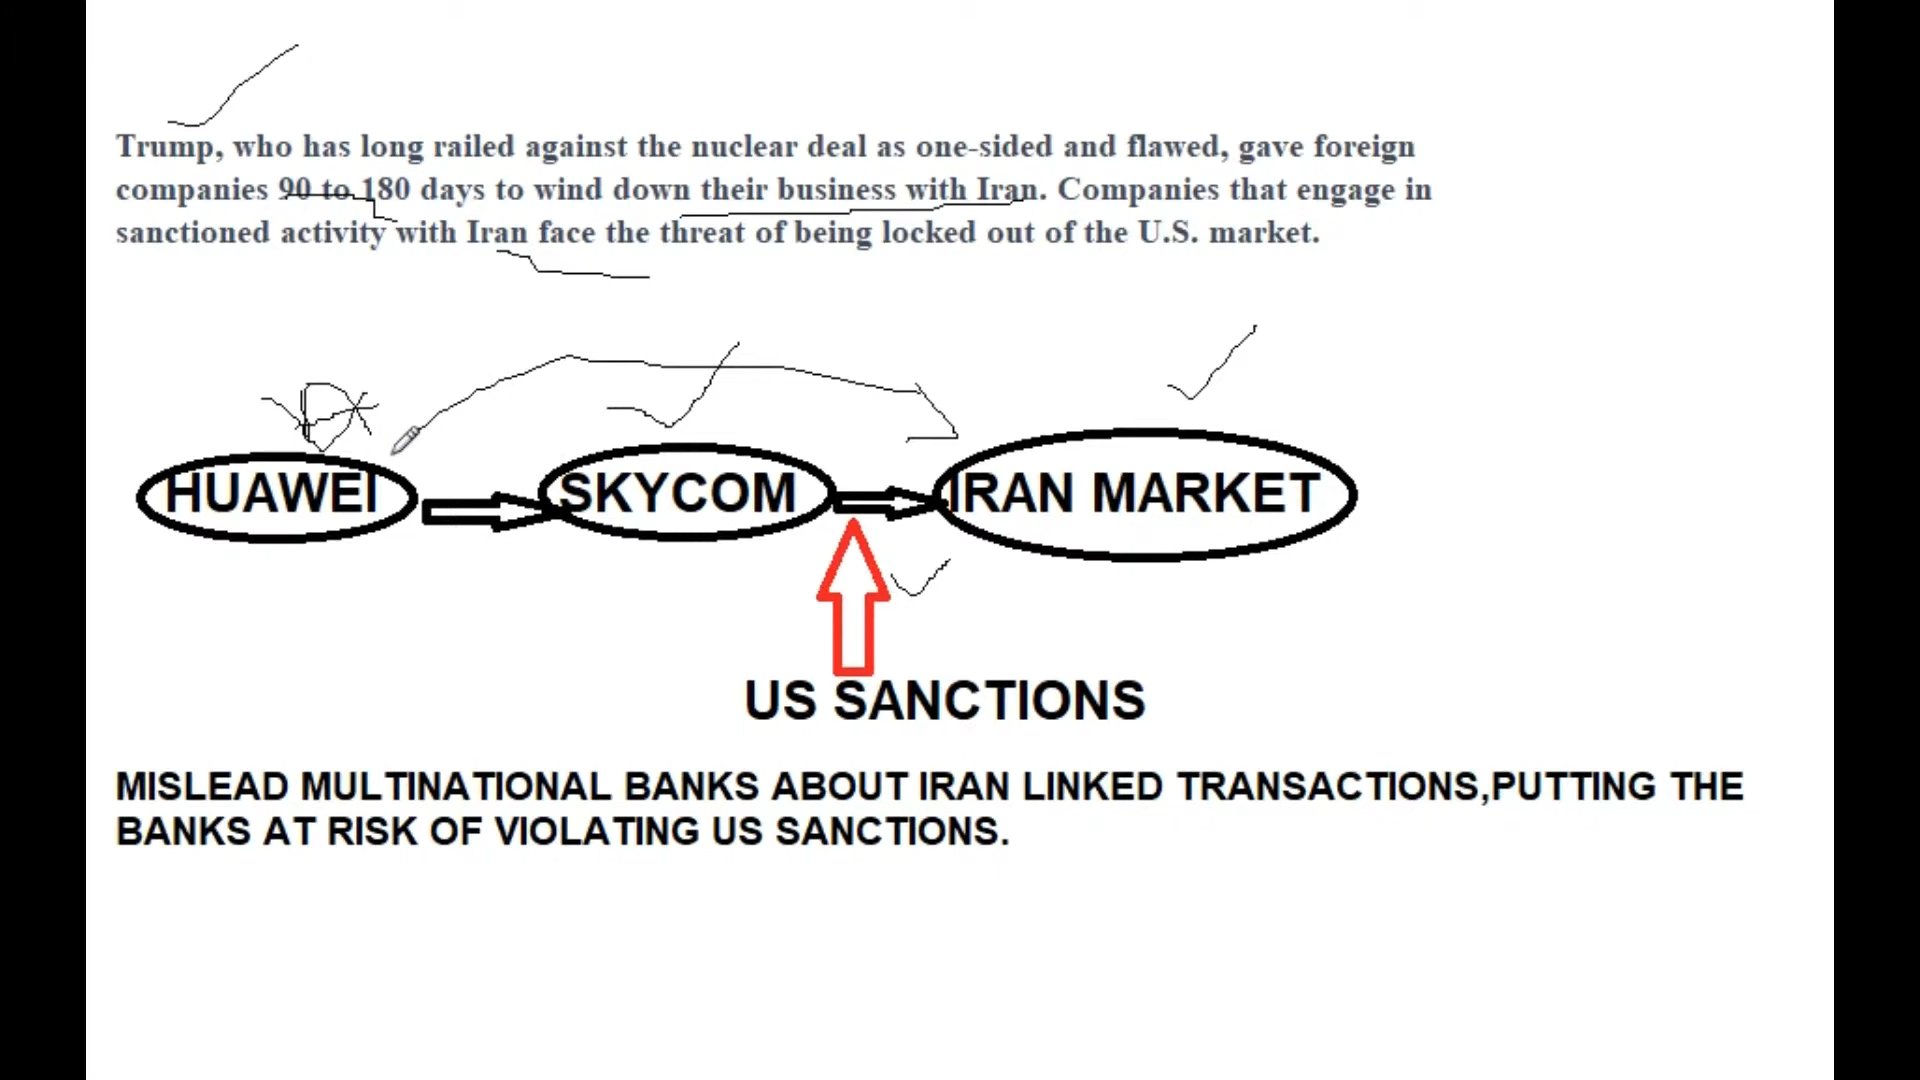 Trump, who has long railed against the nuclear deal as one-sided and flawed, gave foreign
companies 90 to 180 days to wind down their business with Iran. Companies that engage in
sanctioned activity with Iran face the threat of being locked out of the U.S. market.
HUAWEI SKYCOM IRAN MARKET
US SANCTIONS
MISLEAD MULTINATIONAL BANKS ABOUT IRAN LINKED TRANSACTIONS,PUTTING THE
BANKS AT RISK OF VIOLATING US SANCTIONS.